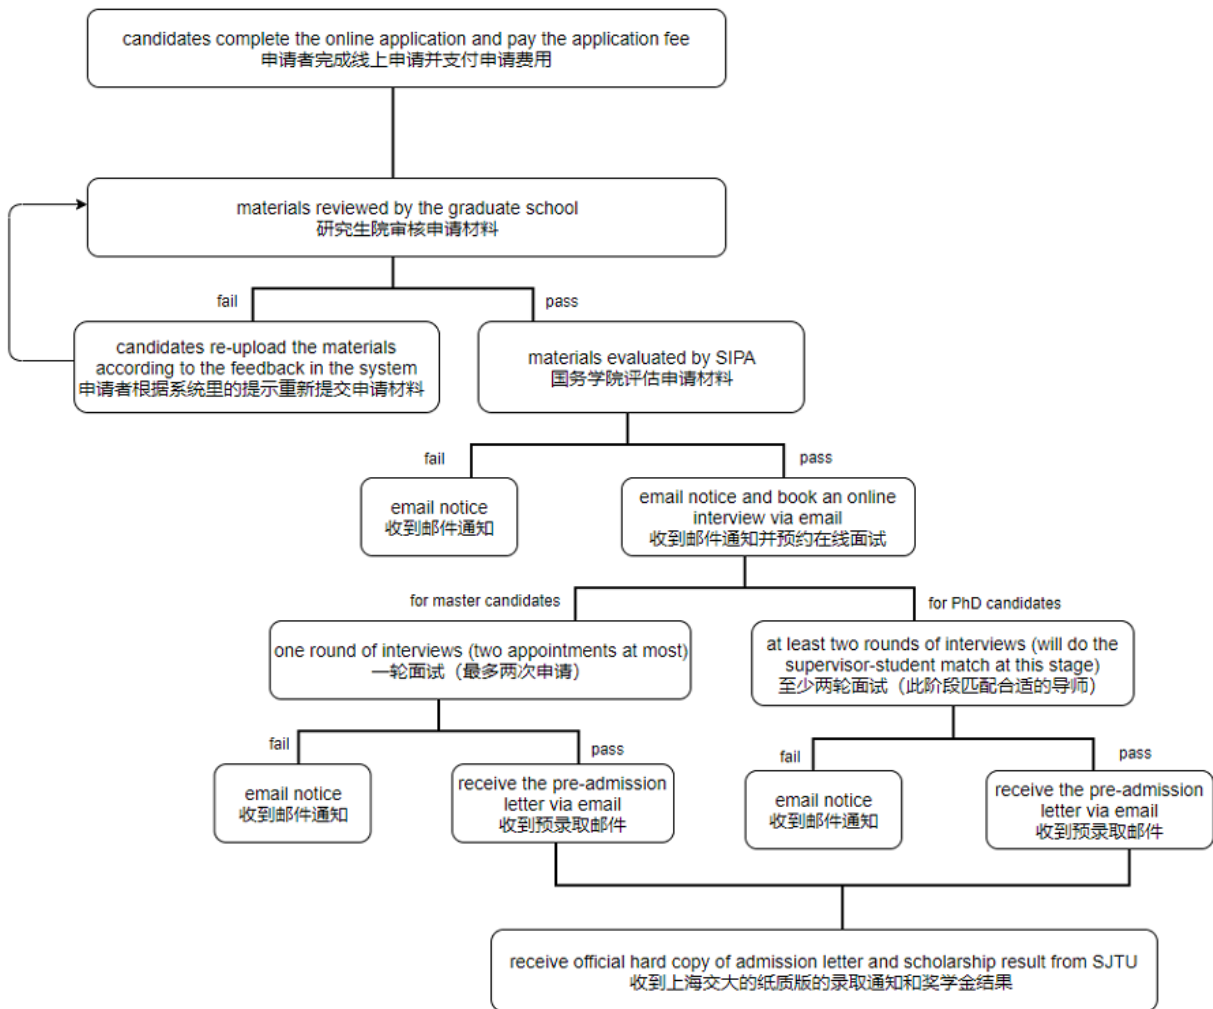 candidates complete the online application and pay the application fee
申请者完成线上申请并支付申请费用
materials reviewed by the graduate school
研究生院审核申请材料
fail
pass
candidates re-upload the materials
according to the feedback in the system
申请者根据系统里的提示重新提交申请材料
materials evaluated by SIPA
国务学院评估申请材料
fail
pass
email notice
收到邮件通知
email notice and book an online
interview via email
收到邮件通知并预约在线面试
for master candidates
for PhD candidates
one round of interviews (two appointments at most)
一轮面试（最多两次申请）
at least two rounds of interviews (will do the
supervisor-student match at this stage)
至少两轮面试（此阶段匹配合适的导师）
fail
pass
fail
pass
email notice
收到邮件通知
receive the pre-admission
letter via email
收到预录取邮件
email notice
收到邮件通知
receive the pre-admission
letter via email
收到预录取邮件
receive official hard copy of admission letter and scholarship result from SJTU
收到上海交大的纸质版的录取通知和奖学金结果